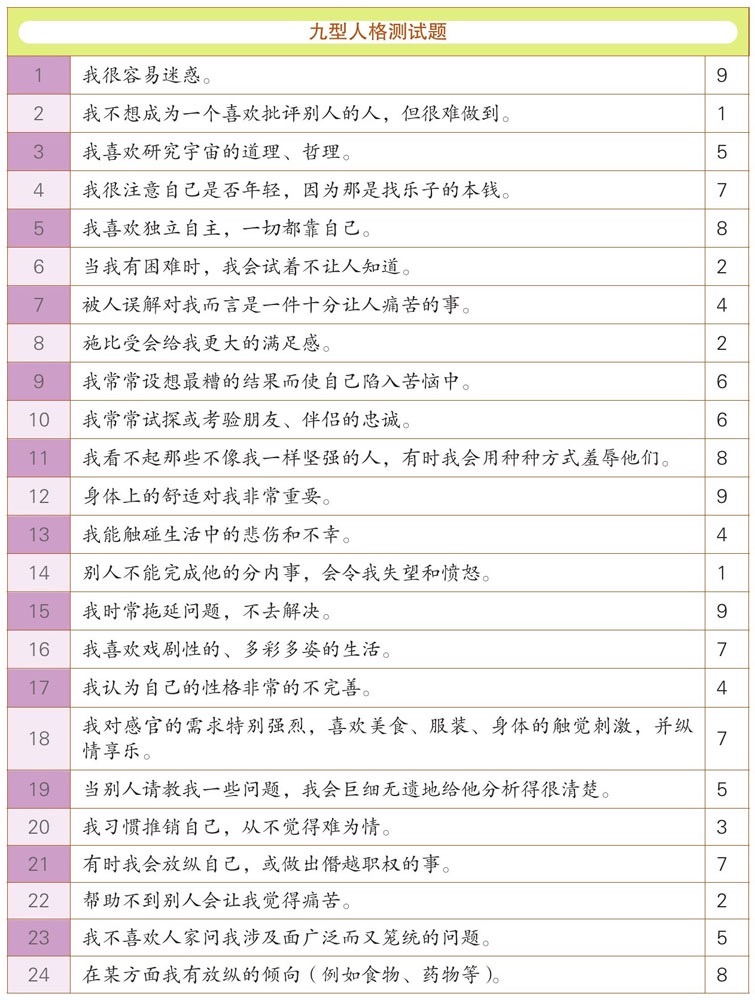 九型人格测试题
1 我很容易迷惑。 9
2 我不想成为一个喜欢批评别人的人，但很难做到。 1
3 我喜欢研究宇宙的道理、哲理。 5
4 我很注意自己是否年轻，因为那是找乐子的本钱。 7
5 我喜欢独立自主，一切都靠自己。 8
6 当我有困难时，我会试着不让人知道。 2
7 被人误解对我而言是一件十分让人痛苦的事。 4
8 施比受会给我更大的满足感。 2
9 我常常设想最糟的结果而使自己陷入苦恼中。 6
10 我常常试探或考验朋友、伴侣的忠诚。 6
11 我看不起那些不像我一样坚强的人，有时我会用种种方式羞辱他们。 8
12 身体上的舒适对我非常重要。 9
13 我能触碰生活中的悲伤和不幸。 4
14 别人不能完成他的分内事，会令我失望和愤怒。 1
15 我时常拖延问题，不去解决。 9
16 我喜欢戏剧性的、多彩多姿的生活。 7
17 我认为自己的性格非常的不完善。 4
18 我对感官的需求特别强烈，喜欢美食、服装、身体的触觉刺激，并纵 7
情享乐。
19 当别人请教我一些问题，我会巨细无遗地给他分析得很清楚。 5
20 我习惯推销自己，从不觉得难为情。 3
21 有时我会放纵自己，或做出僭越职权的事。 7
22 帮助不到别人会让我觉得痛苦。 2
23 我不喜欢人家问我涉及面广泛而又笼统的问题。 5
24 在某方面我有放纵的倾向（例如食物、药物等）。 8